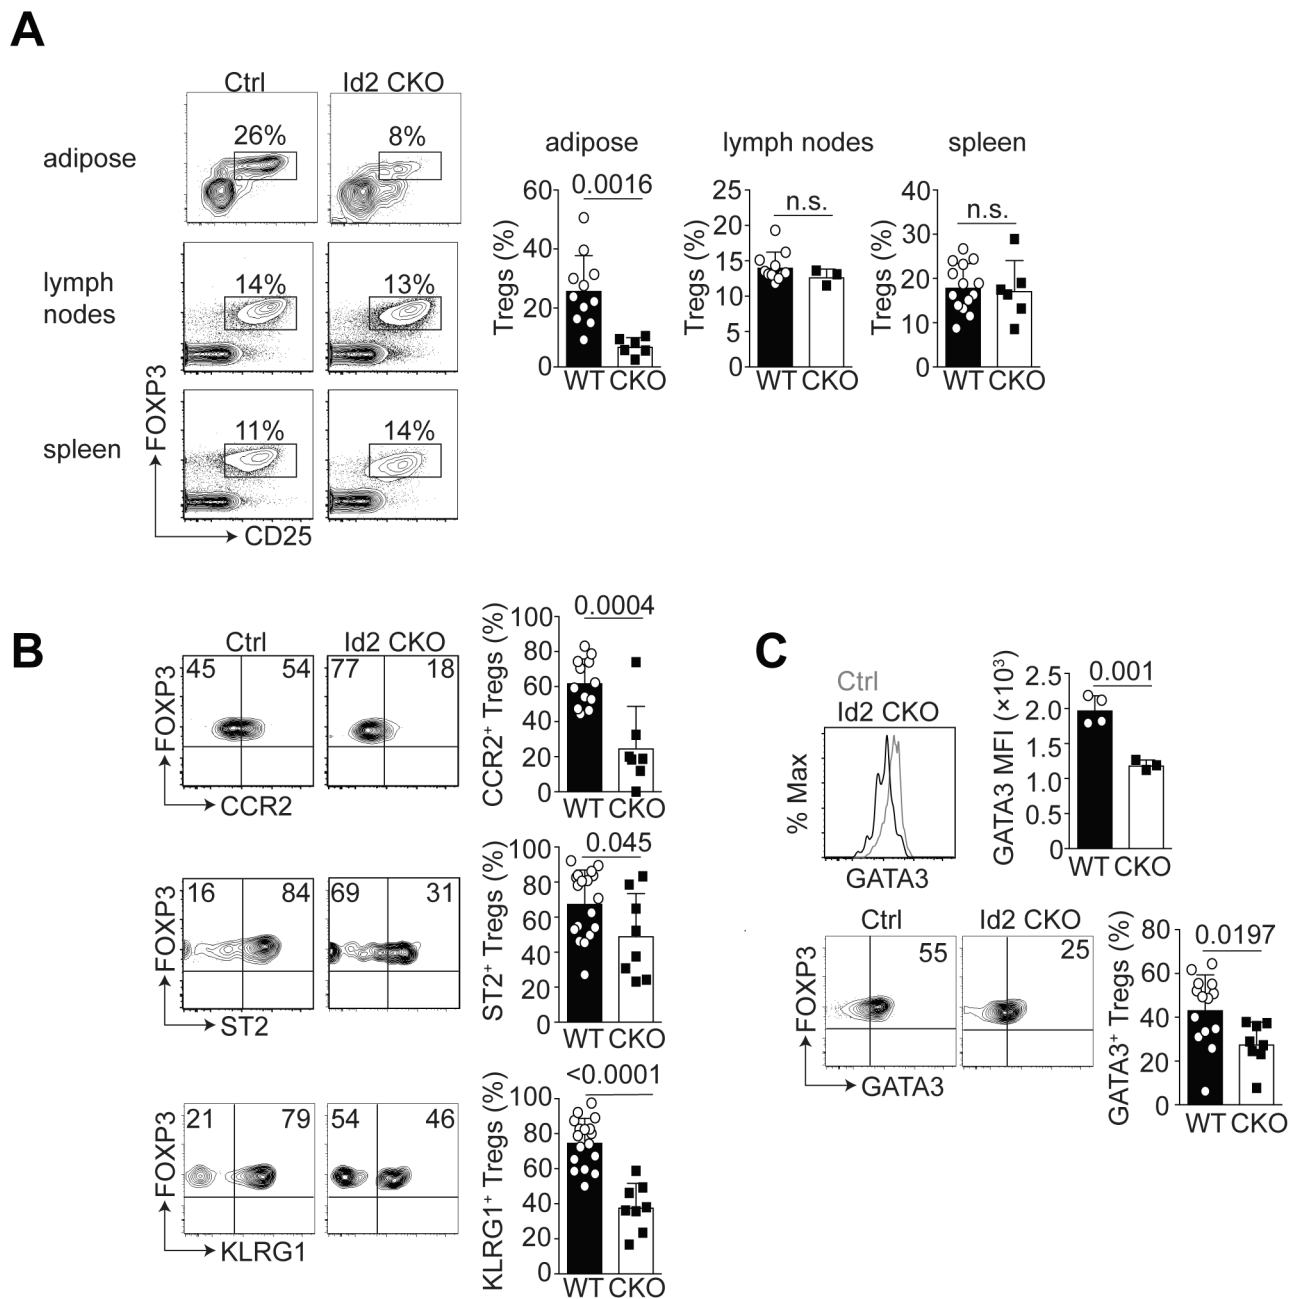 A
Ctrl Id2 CKO
adipose
26% 8%
lymph
nodes
14% 13%
spleen
11% 14%
FOXP3
CD25
adipose
0.0016
Tregs (%)
60
40
20
0
WT CKO
lymph nodes
n.s.
Tregs (%)
25
20
15
10
5
0
WT CKO
spleen
n.s.
Tregs (%)
40
30
20
10
0
WT CKO
B
Ctrl Id2 CKO
45 54 77 18
FOXP3
CCR2
0.0004
CCR2⁺ Tregs (%)
100
80
60
40
20
0
WT CKO
16 84 69 31
FOXP3
ST2
0.045
ST2⁺ Tregs (%)
100
80
60
40
20
0
WT CKO
21 79 54 46
FOXP3
KLRG1
<0.0001
KLRG1⁺ Tregs (%)
100
80
60
40
20
0
WT CKO
C
Ctrl
Id2 CKO
% Max
GATA3
0.001
GATA3 MFI (×10³)
2.5
2.0
1.5
1.0
0.5
0
WT CKO
Ctrl Id2 CKO
55 25
FOXP3
GATA3
0.0197
GATA3⁺ Tregs (%)
80
60
40
20
0
WT CKO